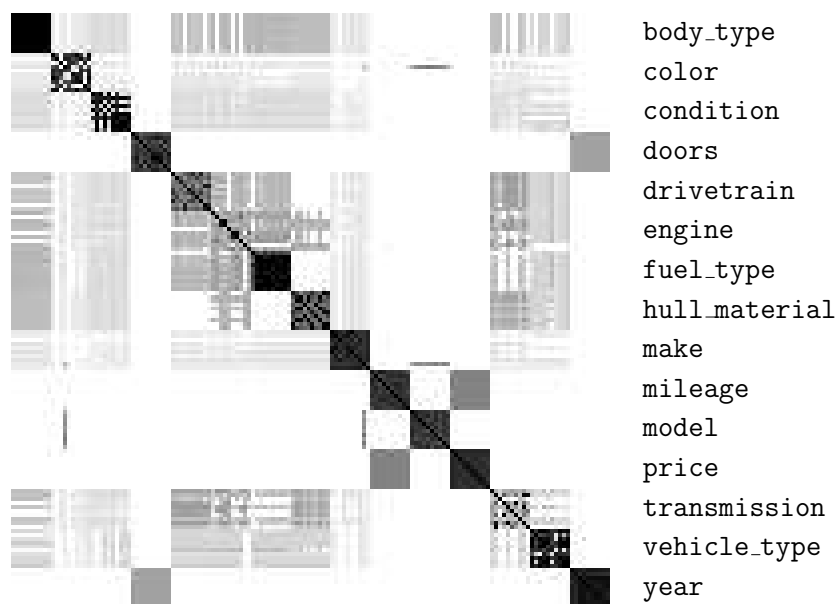 body_type
color
condition
doors
drivetrain
engine
fuel_type
hull_material
make
mileage
model
price
transmission
vehicle_type
year